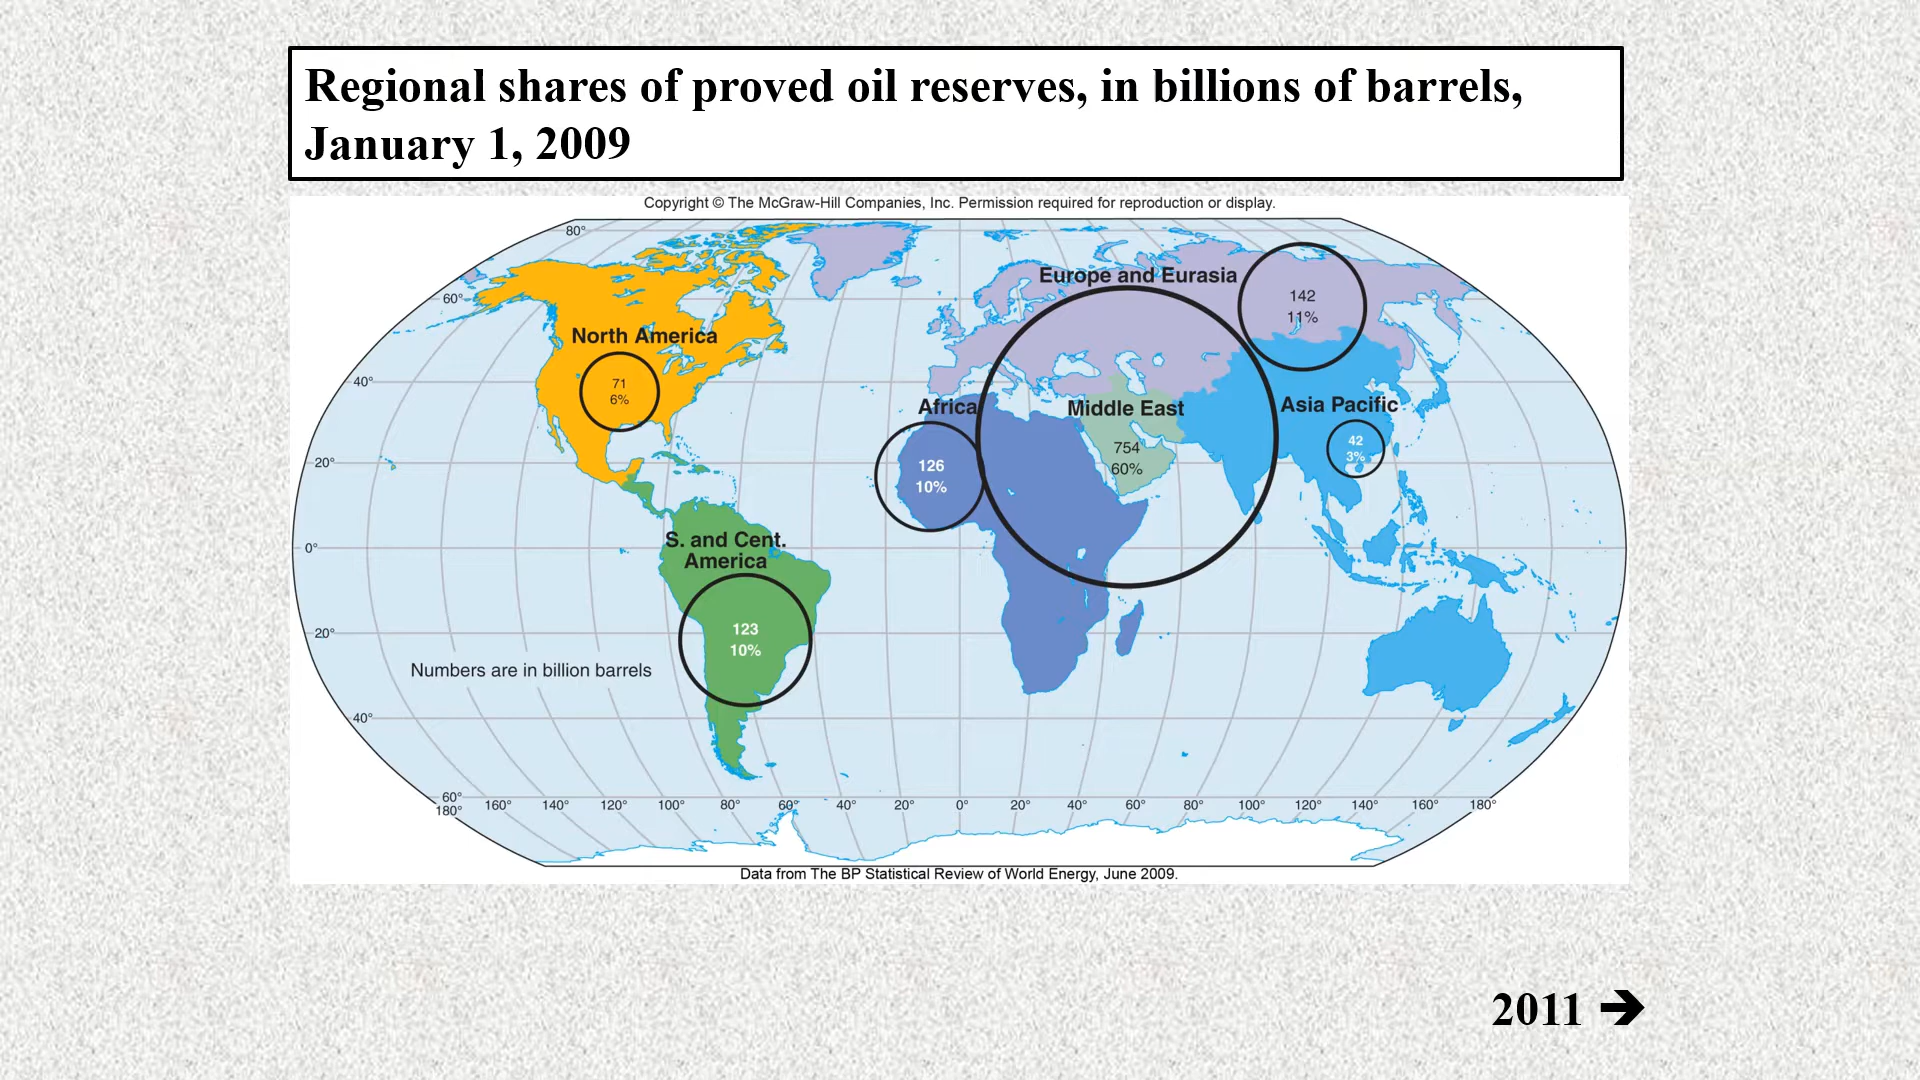 Regional shares of proved oil reserves, in billions of barrels,
January 1, 2009
Copyright © The McGraw-Hill Companies, Inc. Permission required for reproduction or display.
80°
60°
40°
20°
0°
20°
40°
60°
North America
71
6%
S. and Cent.
America
123
10%
Africa
126
10%
Europe and Eurasia
142
11%
Middle East
754
60%
Asia Pacific
42
3%
Numbers are in billion barrels
180° 160° 140° 120° 100° 80° 60° 40° 20° 0° 20° 40° 60° 80° 100° 120° 140° 160° 180°
Data from The BP Statistical Review of World Energy, June 2009.
2011 ➔